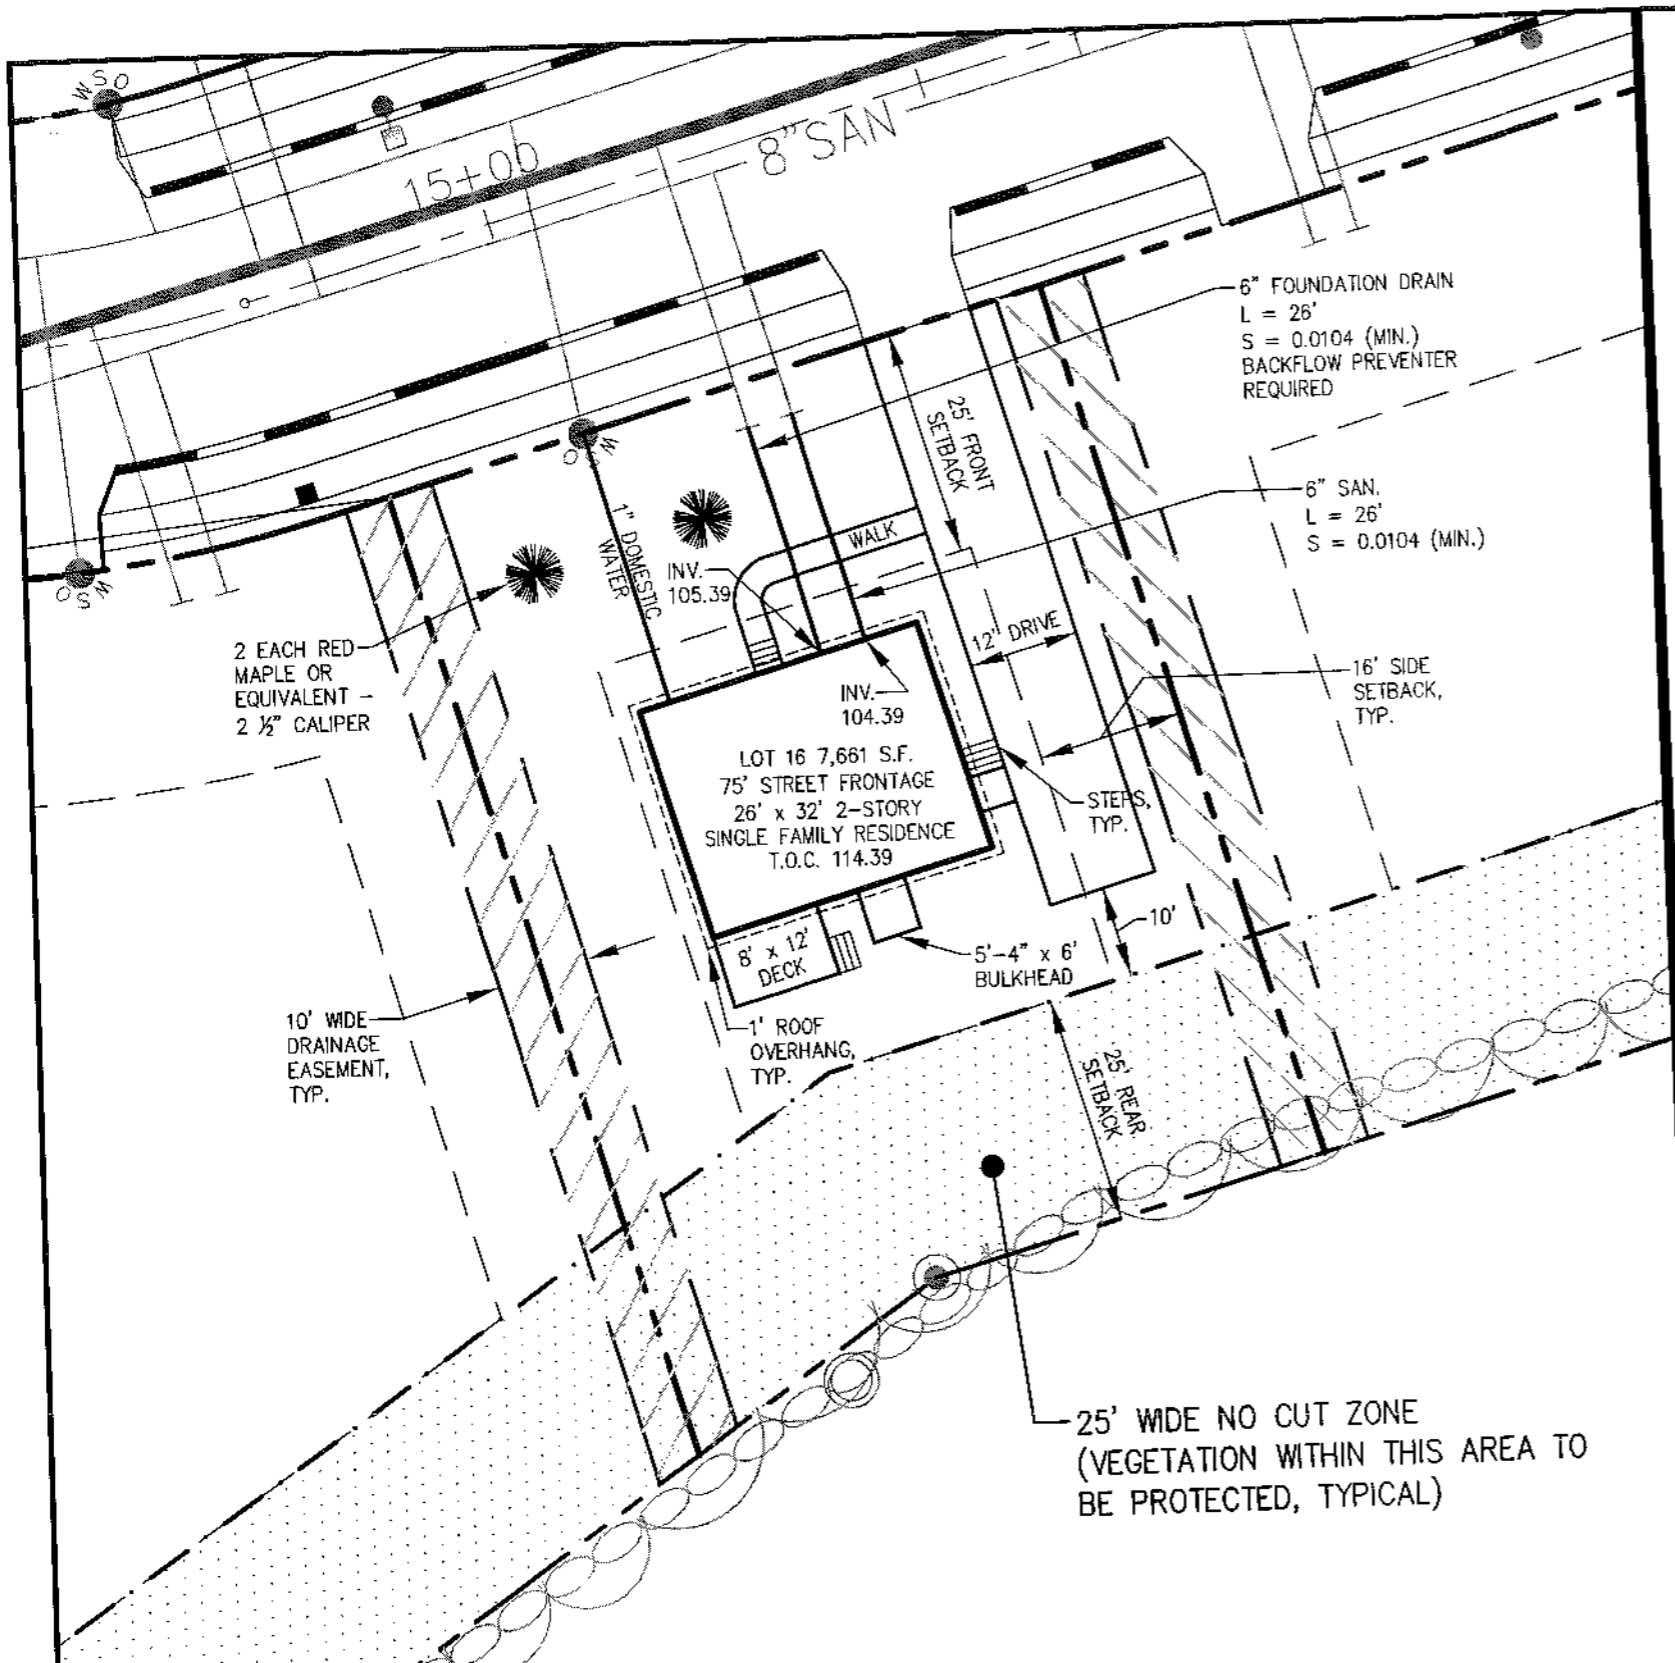 W S O
15+00
8"SAN
6" FOUNDATION DRAIN
L = 26'
S = 0.0104 (MIN.)
BACKFLOW PREVENTER
REQUIRED
25' FRONT
SETBACK
6" SAN.
L = 26'
S = 0.0104 (MIN.)
W S O
W S O
1" DOMESTIC
WATER
WALK
INV.
105.39
12' DRIVE
2 EACH RED
MAPLE OR
EQUIVALENT -
2 ½" CALIPER
INV.
104.39
16' SIDE
SETBACK,
TYP.
LOT 16 7,661 S.F.
75' STREET FRONTAGE
26' x 32' 2-STORY
SINGLE FAMILY RESIDENCE
T.O.C. 114.39
STEPS,
TYP.
10'
8' x 12'
DECK
5'-4" x 6'
BULKHEAD
10' WIDE
DRAINAGE
EASEMENT,
TYP.
1' ROOF
OVERHANG,
TYP.
25' REAR
SETBACK
25' WIDE NO CUT ZONE
(VEGETATION WITHIN THIS AREA TO
BE PROTECTED, TYPICAL)